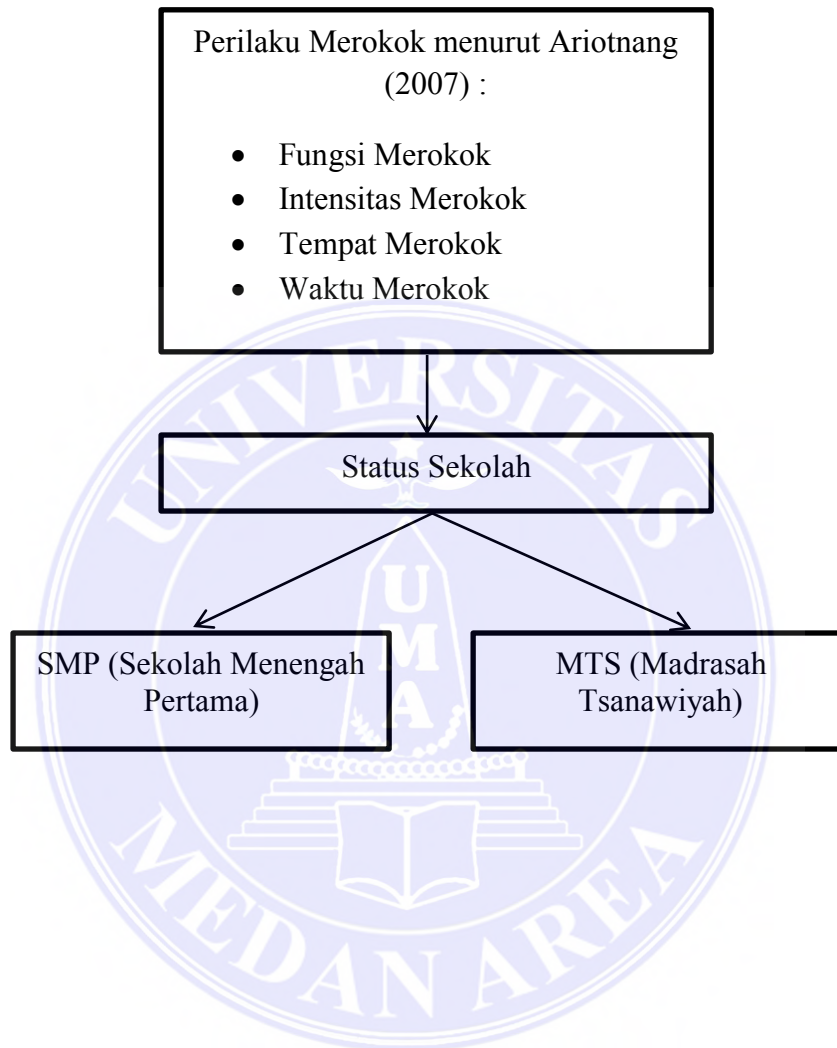 Perilaku Merokok menurut Ariotnang
(2007) :
• Fungsi Merokok
• Intensitas Merokok
• Tempat Merokok
• Waktu Merokok
Status Sekolah
SMP (Sekolah Menengah
Pertama)
MTS (Madrasah
Tsanawiyah)
UNIVERSITAS
UMA
MEDAN AREA